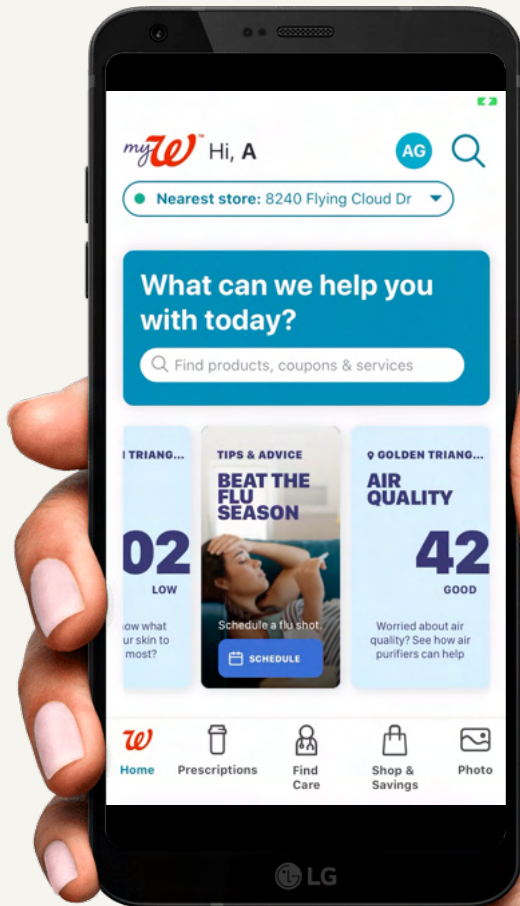 myW™ Hi, A
AG
Nearest store: 8240 Flying Cloud Dr
What can we help you
with today?
Find products, coupons & services
TRIANG...
02
LOW
ow what
ur skin to
most?
TIPS & ADVICE
BEAT THE
FLU
SEASON
Schedule a flu shot.
SCHEDULE
GOLDEN TRIANG...
AIR
QUALITY
42
GOOD
Worried about air
quality? See how air
purifiers can help
W
Home
Prescriptions
Find
Care
Shop &
Savings
Photo
LG